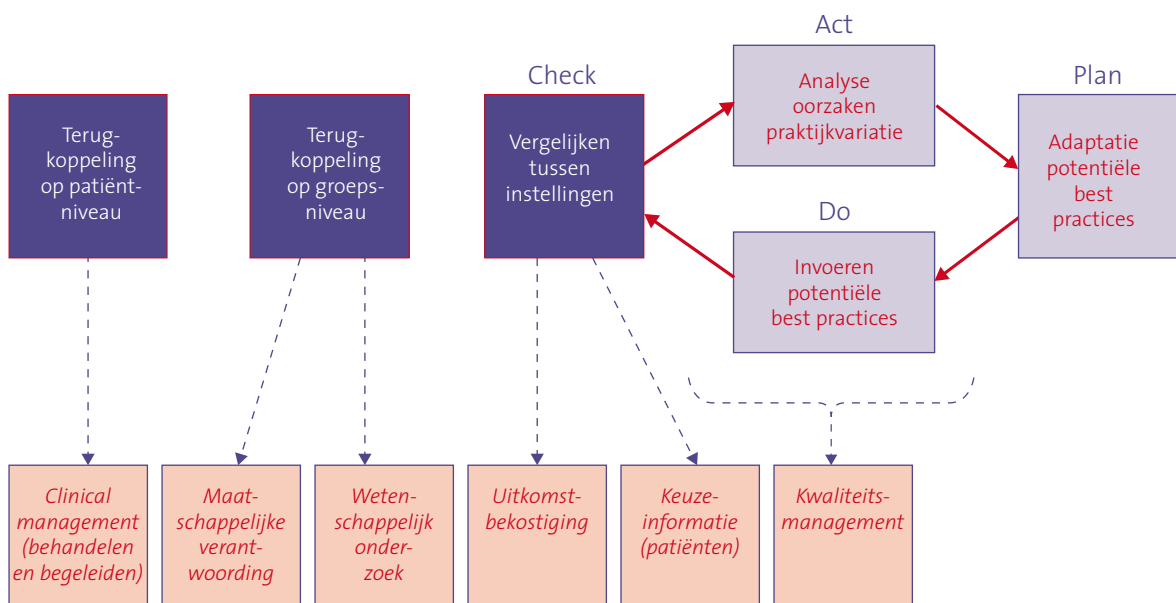 Act
Check
Plan
Terug-
koppeling
op patiënt-
niveau
Terug-
koppeling
op groeps-
niveau
Vergelijken
tussen
instellingen
Analyse
oorzaken
praktijkvariatie
Adaptatie
potentiële
best
practices
Do
Invoeren
potentiële
best practices
Clinical
management
(behandelen
en begeleiden)
Maat-
schappelijke
verant-
woording
Weten-
schappelijk
onder-
zoek
Uitkomst-
bekostiging
Keuze-
informatie
(patiënten)
Kwaliteits-
management